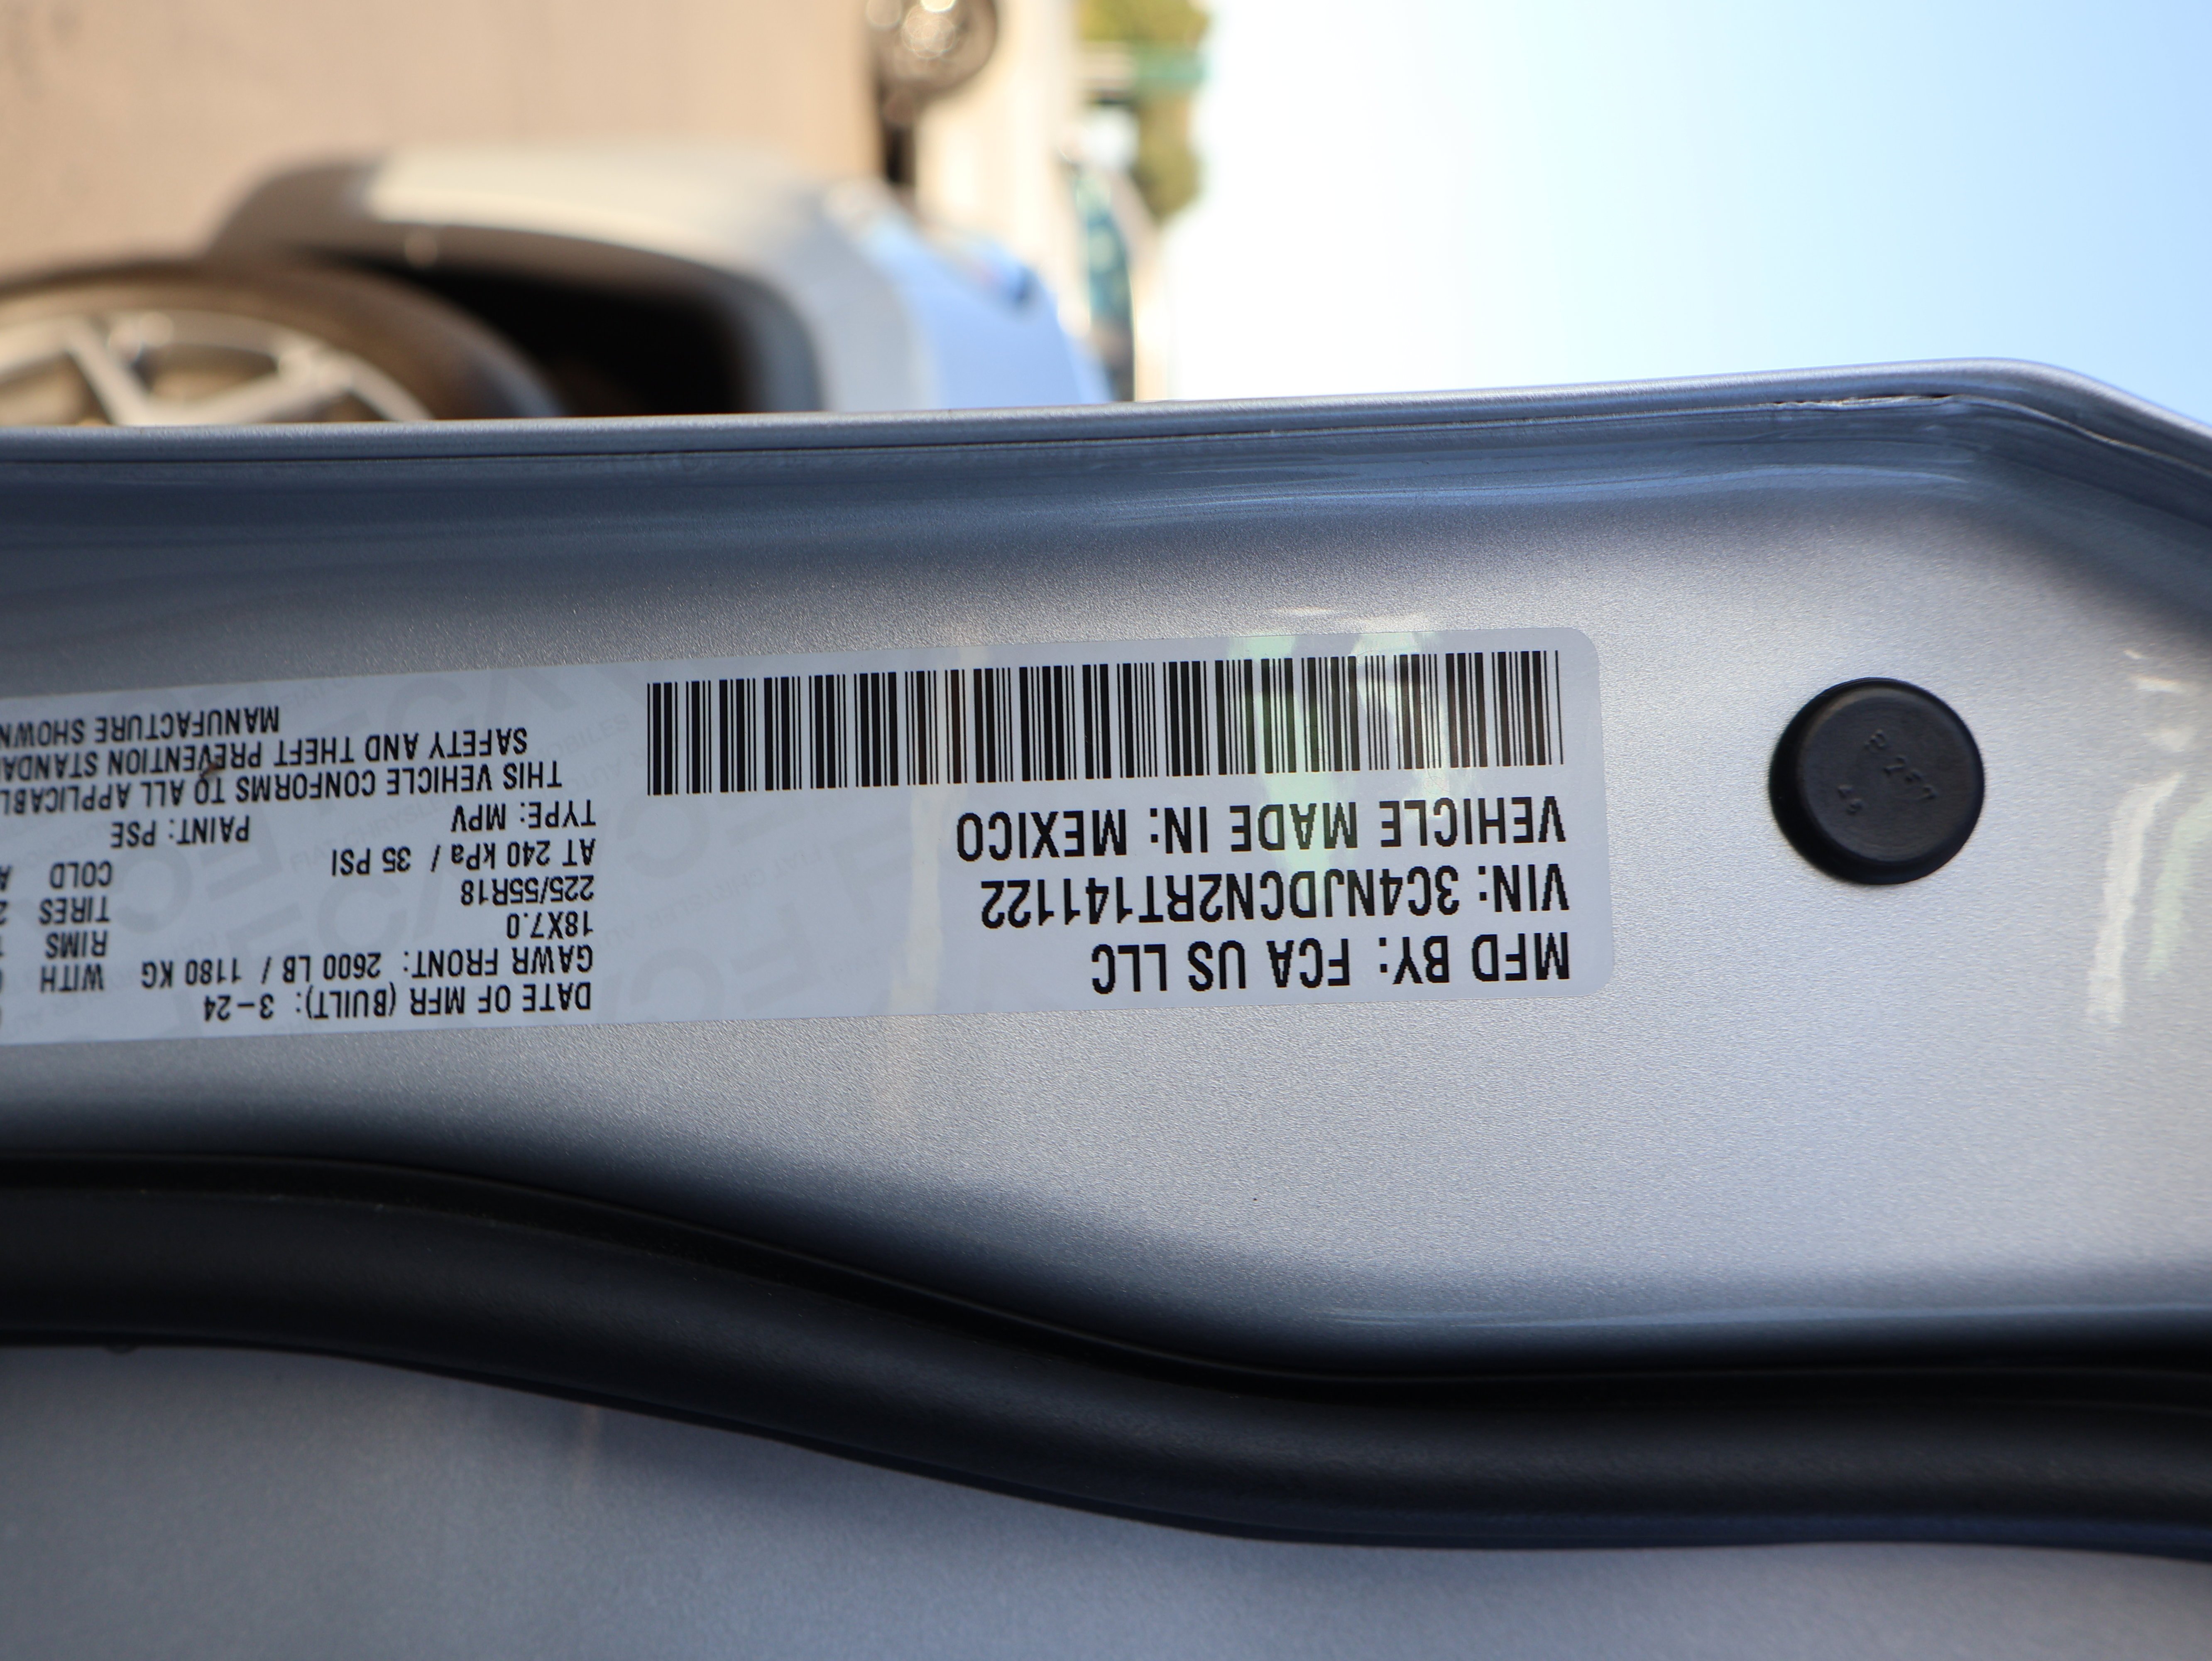 MFD BY: FCA US LLC
VIN: 3C4NJDCN2RT141122
VEHICLE MADE IN: MEXICO
DATE OF MFR (BUILT): 3-24
GAWR FRONT: 2600 LB / 1180 KG WITH
18X7.0 RIMS
225/55R18 TIRES
AT 240 kPa / 35 PSI COLD
TYPE: MPV PAINT: PSE
THIS VEHICLE CONFORMS TO ALL
SAFETY AND THEFT PREVENTION
MANUFACTURE SHOWN